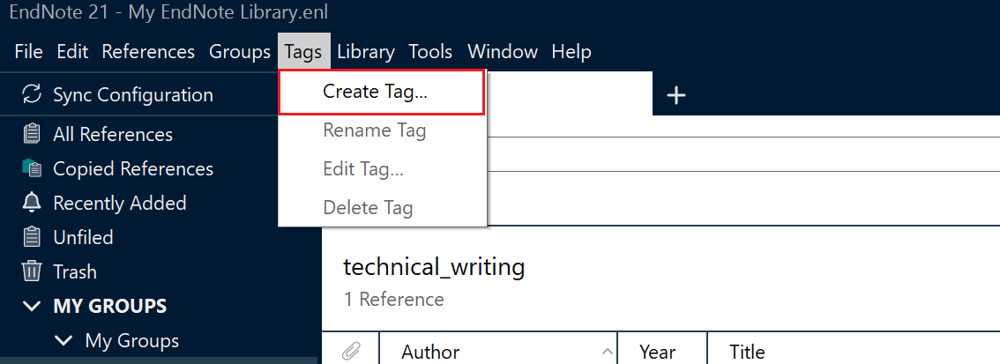 EndNote 21 - My EndNote Library.enl
File Edit References Groups Tags Library Tools Window Help
Sync Configuration
Create Tag...
All References
Rename Tag
Copied References
Edit Tag...
Recently Added
Delete Tag
Unfiled
Trash
technical_writing
1 Reference
MY GROUPS
My Groups
Author Year Title